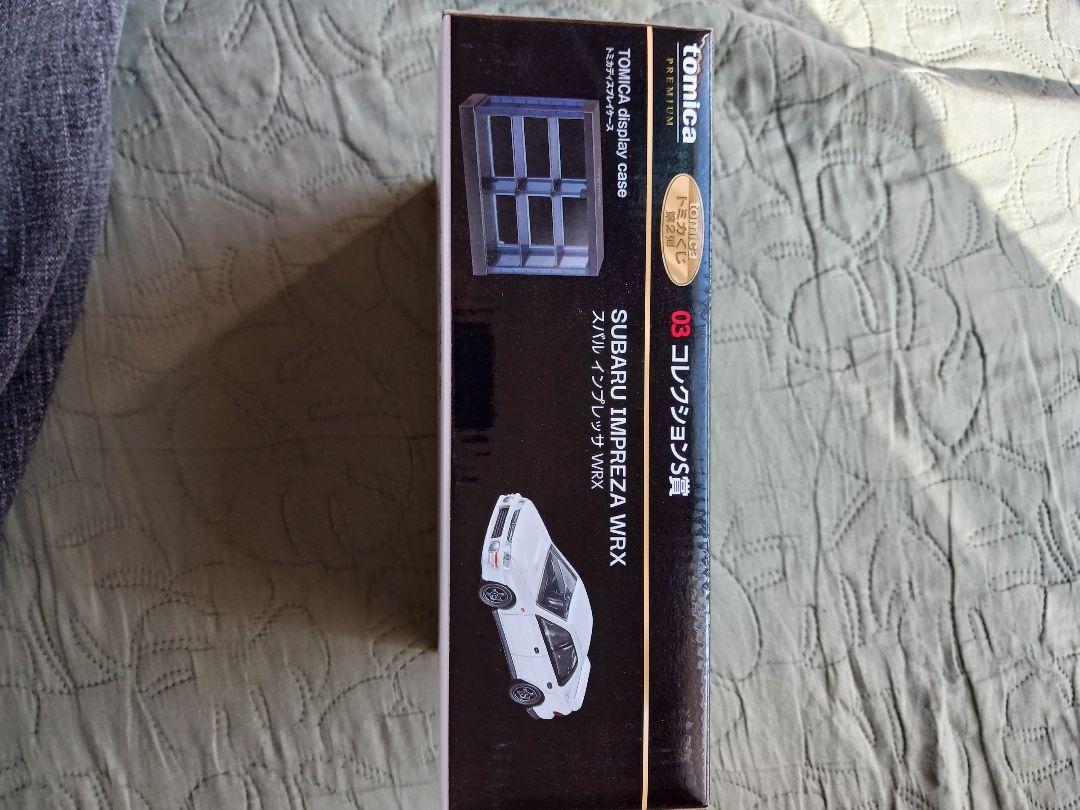 tomica
PREMIUM
tomica
トミカくじ
第2弾
03 コレクションS賞
TOMICA display case
トミカディスプレイケース
SUBARU IMPREZA WRX
スバル インプレッサ WRX